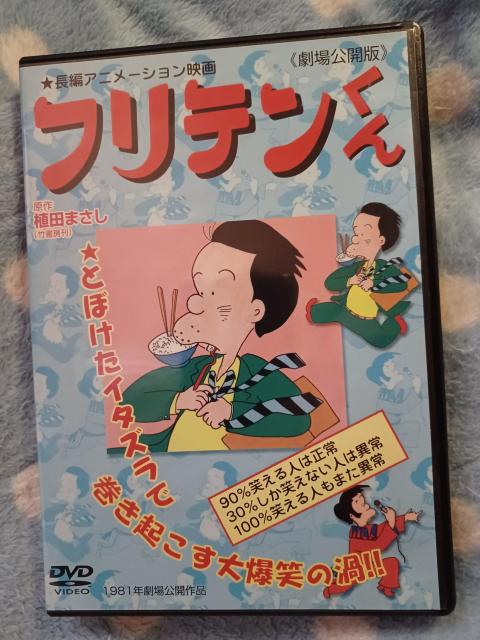 ★長編アニメーション映画
《劇場公開版》
フリテンくん
原作
植田まさし
(竹書房刊)
★とぼけたイタズラで
巻き起こす大爆笑の渦!!
90%笑える人は正常
30%しか笑えない人は異常
100%笑える人もまた異常
DVD
VIDEO
1981年劇場公開作品